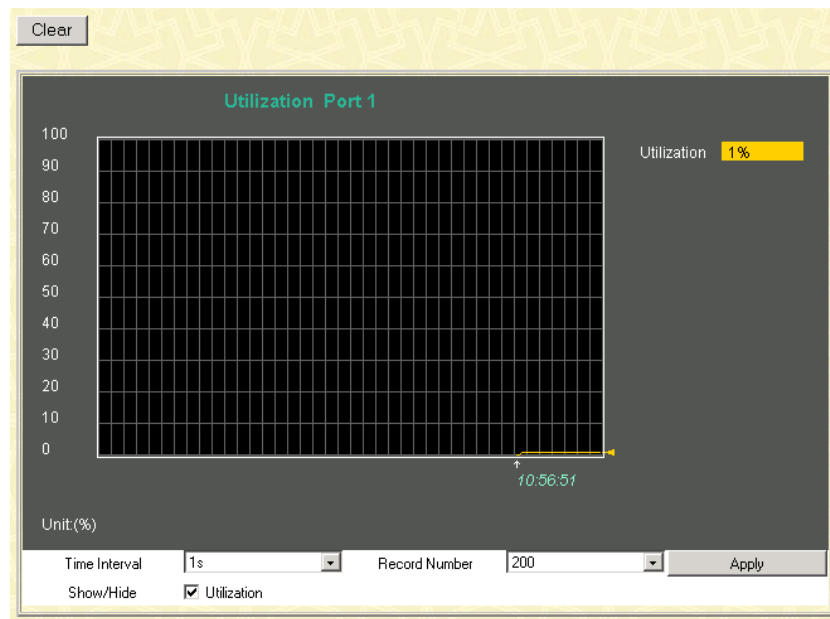 Clear
Utilization Port 1
100
90
80
70
60
50
40
30
20
10
0
Utilization 1%
10:56:51
Unit:(%)
Time Interval 1s Record Number 200 Apply
Show/Hide Utilization